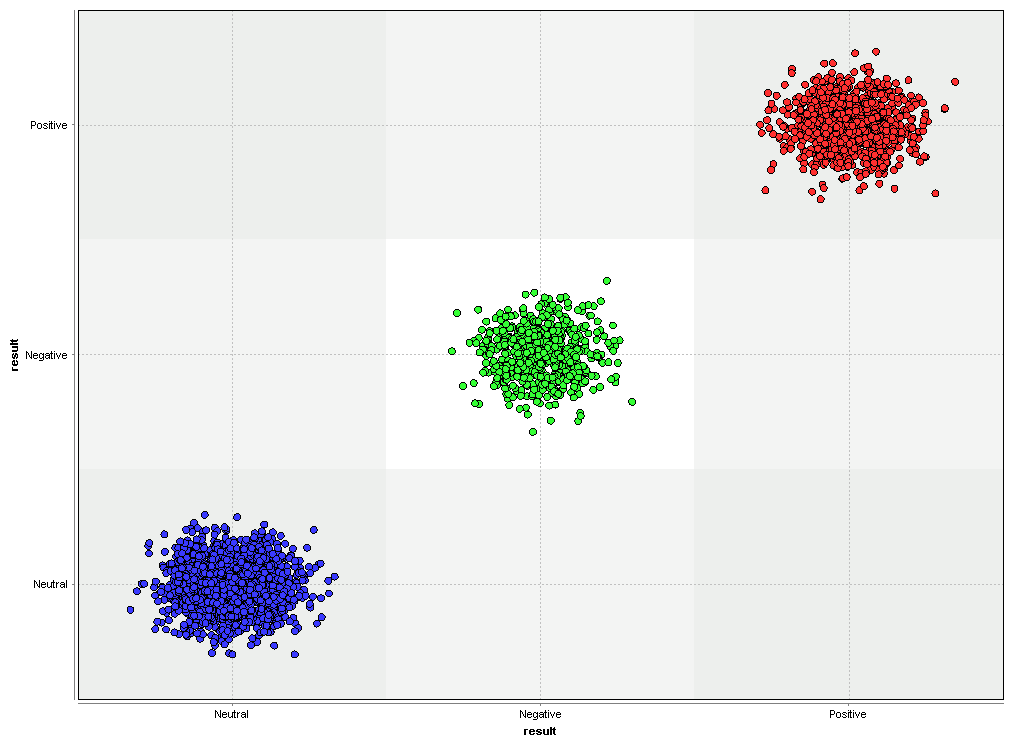 Positive
result
Negative
Neutral
Neutral Negative Positive
result